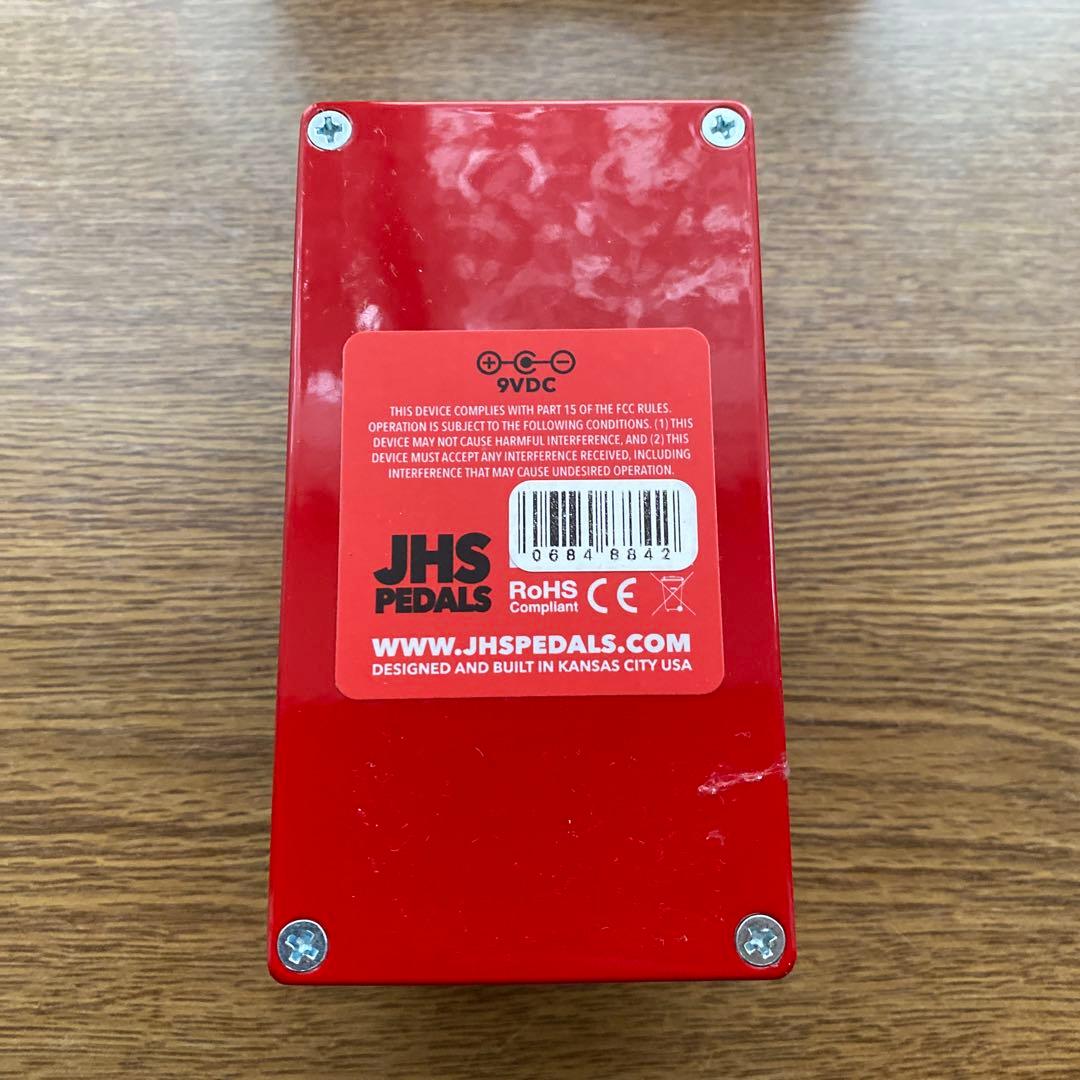 9VDC
THIS DEVICE COMPLIES WITH PART 15 OF THE FCC RULES.
OPERATION IS SUBJECT TO THE FOLLOWING CONDITIONS. (1) THIS
DEVICE MAY NOT CAUSE HARMFUL INTERFERENCE, AND (2) THIS
DEVICE MUST ACCEPT ANY INTERFERENCE RECEIVED, INCLUDING
INTERFERENCE THAT MAY CAUSE UNDESIRED OPERATION.
06848842
JHS
PEDALS
RoHS
Compliant
CE
WWW.JHSPEDALS.COM
DESIGNED AND BUILT IN KANSAS CITY USA